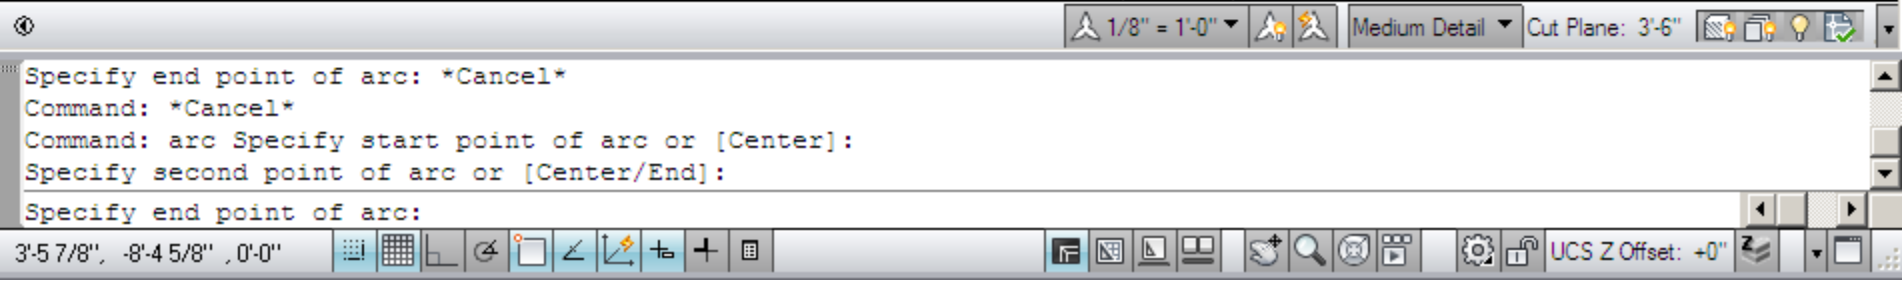 1/8" = 1'-0" Medium Detail Cut Plane: 3'-6"
Specify end point of arc: *Cancel*
Command: *Cancel*
Command: arc Specify start point of arc or [Center]:
Specify second point of arc or [Center/End]:
Specify end point of arc:
3'-5 7/8", -8'-4 5/8" , 0'-0" UCS Z Offset: +0"